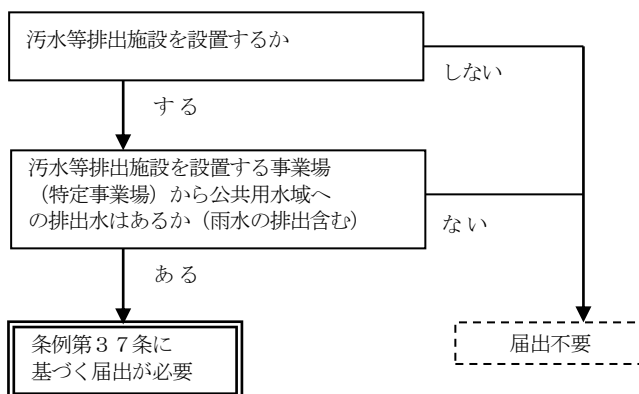 汚水等排出施設を設置するか
しない
する
汚水等排出施設を設置する事業場
（特定事業場）から公共用水域へ
の排出水はあるか（雨水の排出含む）
ない
ある
条例第３７条に
基づく届出が必要
届出不要